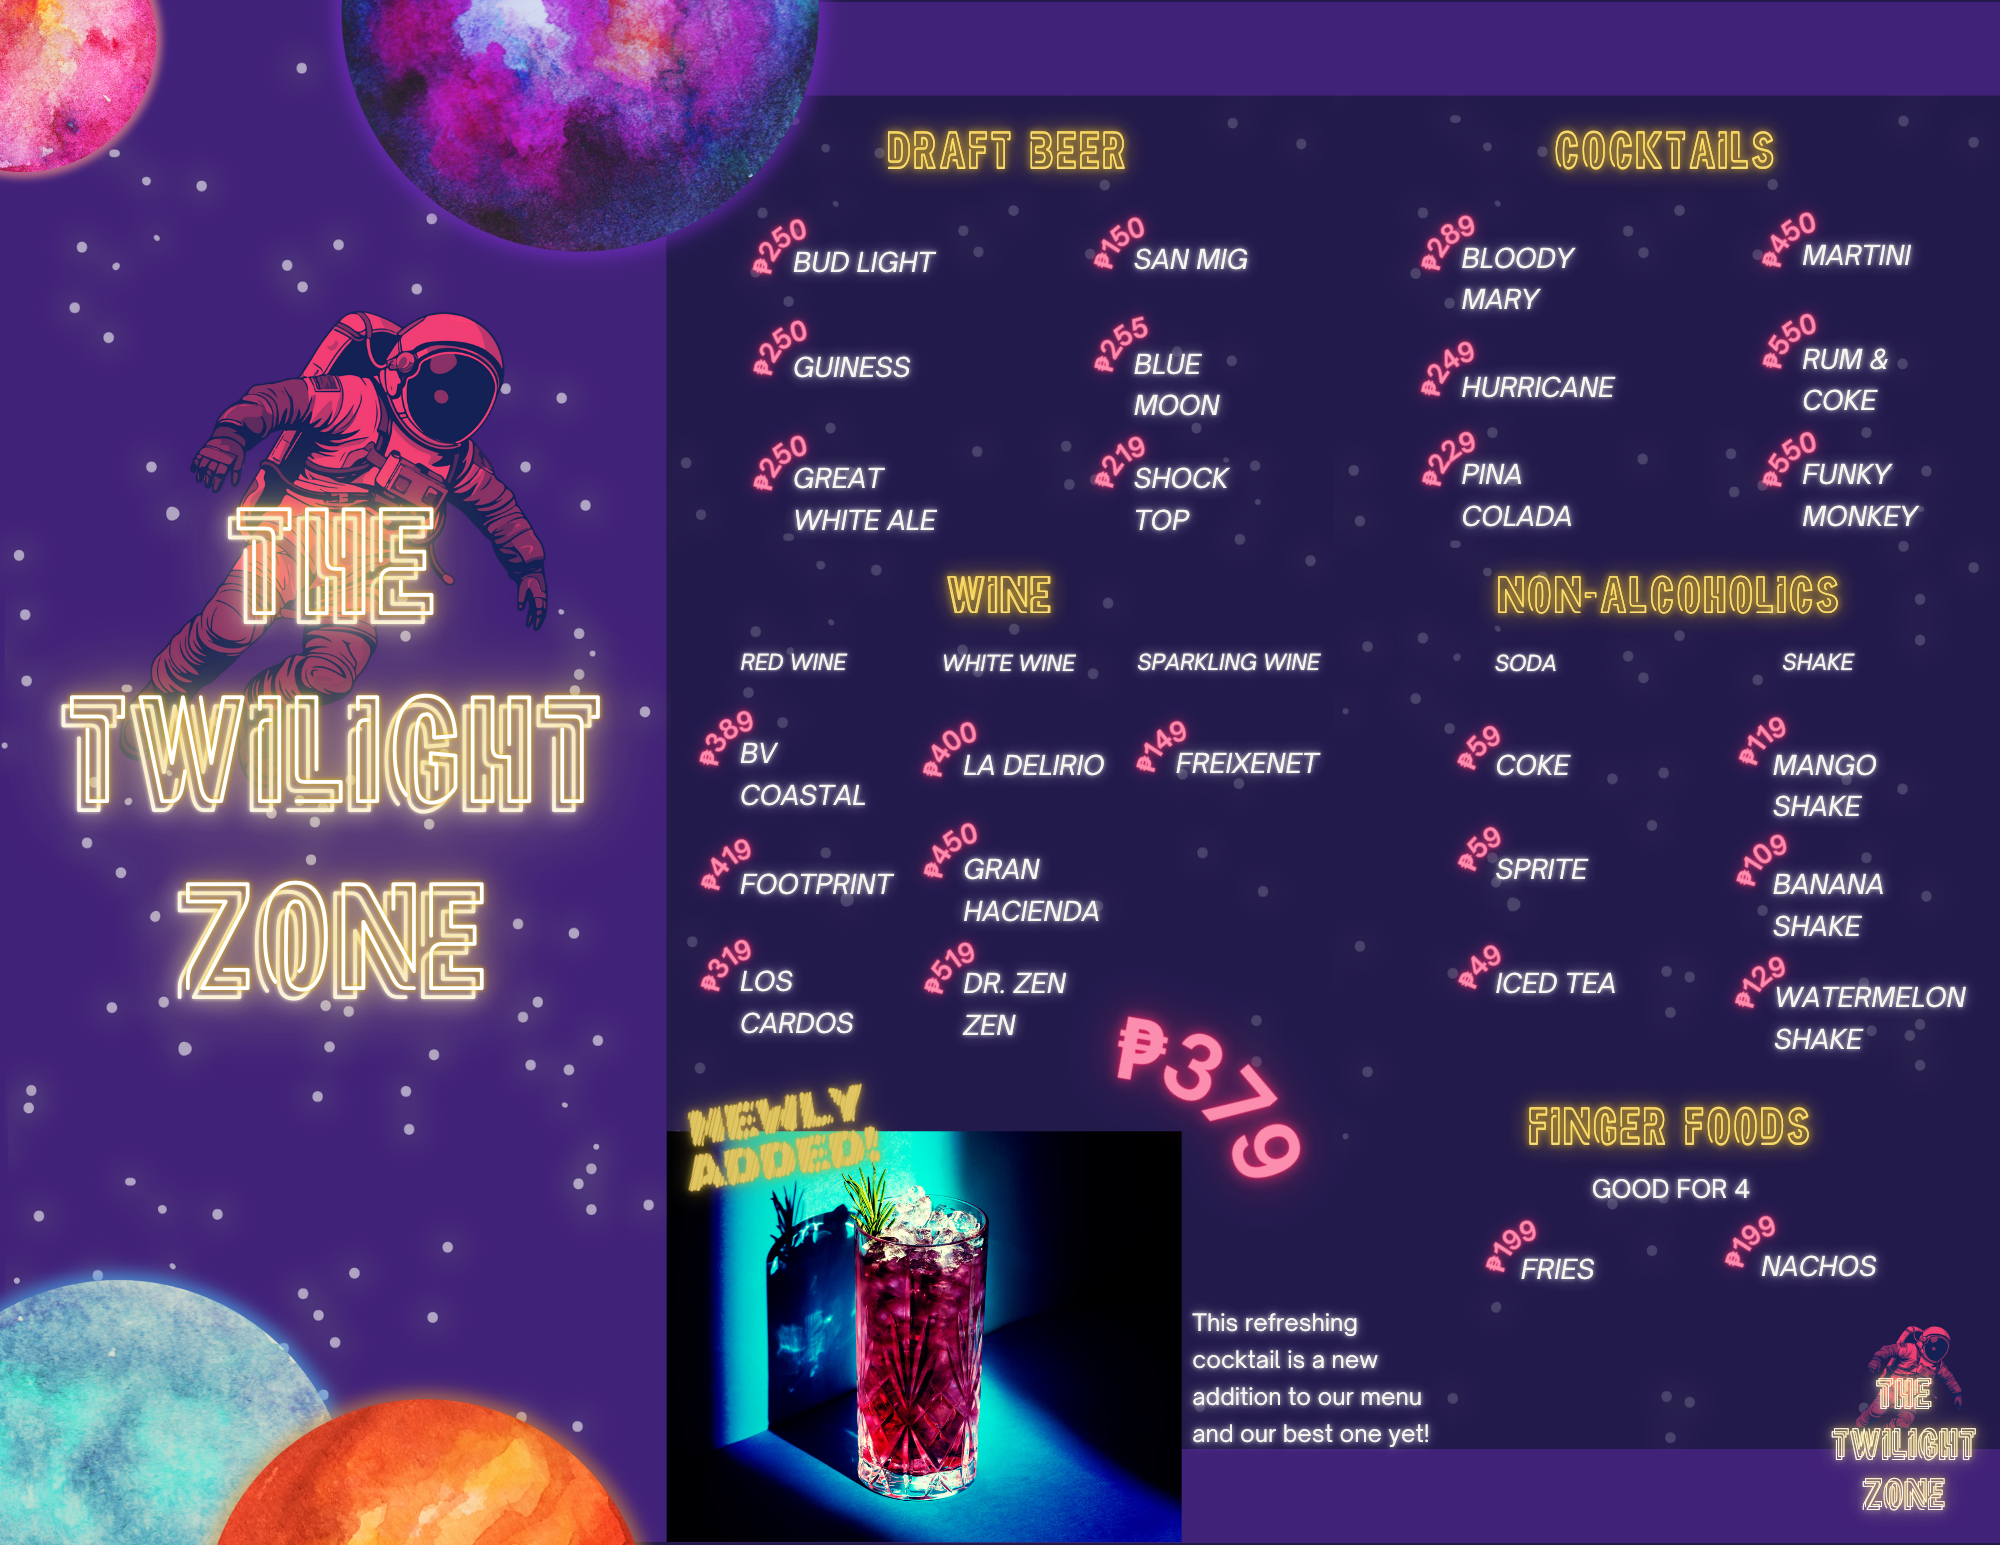 THE
TWILIGHT
ZONE
DRAFT BEER
₱250 BUD LIGHT
₱150 SAN MIG
₱250 GUINESS
₱255 BLUE
MOON
₱250 GREAT
WHITE ALE
₱219 SHOCK
TOP
WINE
RED WINE
WHITE WINE
SPARKLING WINE
₱389 BV
COASTAL
₱400 LA DELIRIO
₱149 FREIXENET
₱419 FOOTPRINT
₱450 GRAN
HACIENDA
₱319 LOS
CARDOS
₱519 DR. ZEN
ZEN
NEWLY
ADDED!
₱379
This refreshing
cocktail is a new
addition to our menu
and our best one yet!
COCKTAILS
₱289 BLOODY
MARY
₱450 MARTINI
₱249 HURRICANE
₱550 RUM &
COKE
₱229 PINA
COLADA
₱550 FUNKY
MONKEY
NON-ALCOHOLICS
SODA
SHAKE
₱59 COKE
₱119 MANGO
SHAKE
₱59 SPRITE
₱109 BANANA
SHAKE
₱49 ICED TEA
₱129 WATERMELON
SHAKE
FINGER FOODS
GOOD FOR 4
₱199 FRIES
₱199 NACHOS
THE
TWILIGHT
ZONE